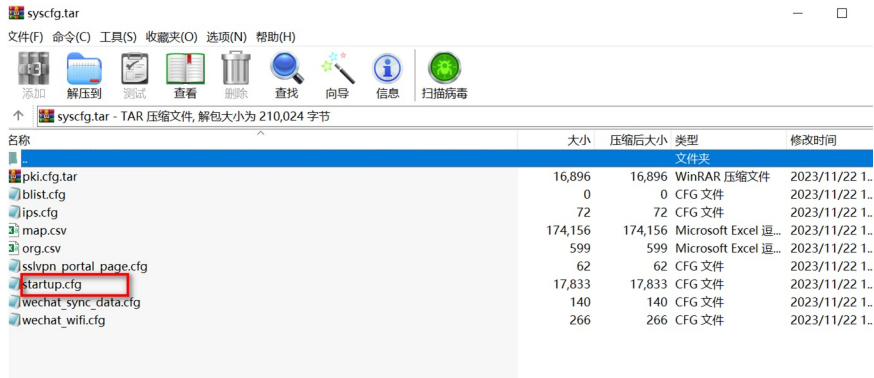 syscfg.tar
文件(F) 命令(C) 工具(S) 收藏夹(O) 选项(N) 帮助(H)
添加 解压到 测试 查看 删除 查找 向导 信息 扫描病毒
syscfg.tar - TAR 压缩文件, 解包大小为 210,024 字节
名称 大小 压缩后大小 类型 修改时间
.. 文件夹
pki.cfg.tar 16,896 16,896 WinRAR 压缩文件 2023/11/22 1...
blist.cfg 0 0 CFG 文件 2023/11/22 1...
ips.cfg 72 72 CFG 文件 2023/11/22 1...
map.csv 174,156 174,156 Microsoft Excel 逗... 2023/11/22 1...
org.csv 599 599 Microsoft Excel 逗... 2023/11/22 1...
sslvpn_portal_page.cfg 62 62 CFG 文件 2023/11/22 1...
startup.cfg 17,833 17,833 CFG 文件 2023/11/22 1...
wechat_sync_data.cfg 140 140 CFG 文件 2023/11/22 1...
wechat_wifi.cfg 266 266 CFG 文件 2023/11/22 1...